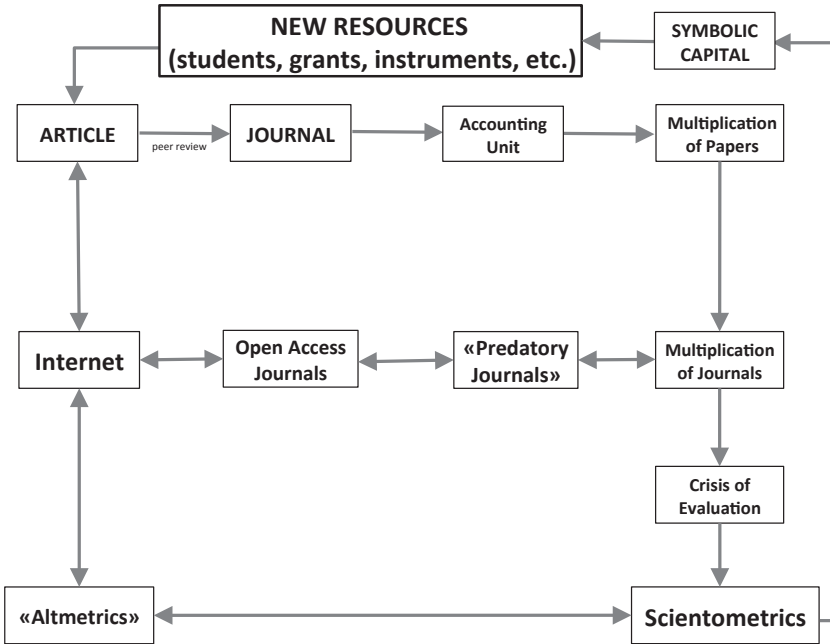 NEW RESOURCES
(students, grants, instruments, etc.)
SYMBOLIC
CAPITAL
ARTICLE
peer review
JOURNAL
Accounting
Unit
Multiplication
of Papers
Internet
Open Access
Journals
«Predatory
Journals»
Multiplication
of Journals
Crisis of
Evaluation
«Altmetrics»
Scientometrics